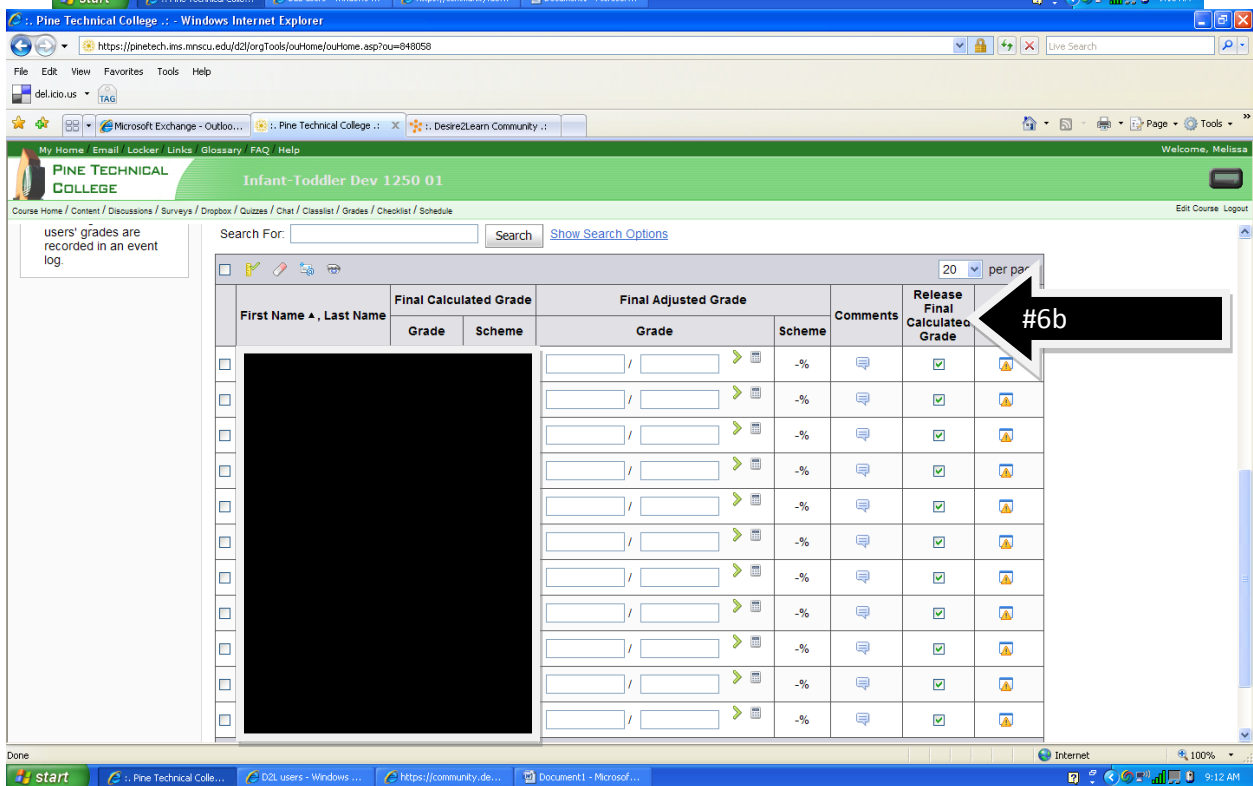 start
:. Pine Technical College .: - Windows Internet Explorer
https://pinetech.ims.mnscu.edu/d2l/orgTools/ouHome/ouHome.asp?ou=848058
Live Search
File Edit View Favorites Tools Help
del.icio.us TAG
Microsoft Exchange - Outloo... :. Pine Technical College .: X :. Desire2Learn Community .: Page Tools »
My Home / Email / Locker / Links / Glossary / FAQ / Help Welcome, Melissa
PINE TECHNICAL
COLLEGE
Infant-Toddler Dev 1250 01
Course Home / Content / Discussions / Surveys / Dropbox / Quizzes / Chat / Classlist / Grades / Checklist / Schedule Edit Course Logout
users' grades are
recorded in an event
log.
Search For: Search Show Search Options
20 per page
First Name ▲, Last Name Final Calculated Grade Final Adjusted Grade Comments Release Final Calculated Grade
Grade Scheme Grade Scheme
#6b
/ -%
/ -%
/ -%
/ -%
/ -%
/ -%
/ -%
/ -%
/ -%
/ -%
/ -%
Done Internet 100%
start :. Pine Technical Colle... D2L users - Windows ... https://community.de... Document1 - Microsof... 9:12 AM